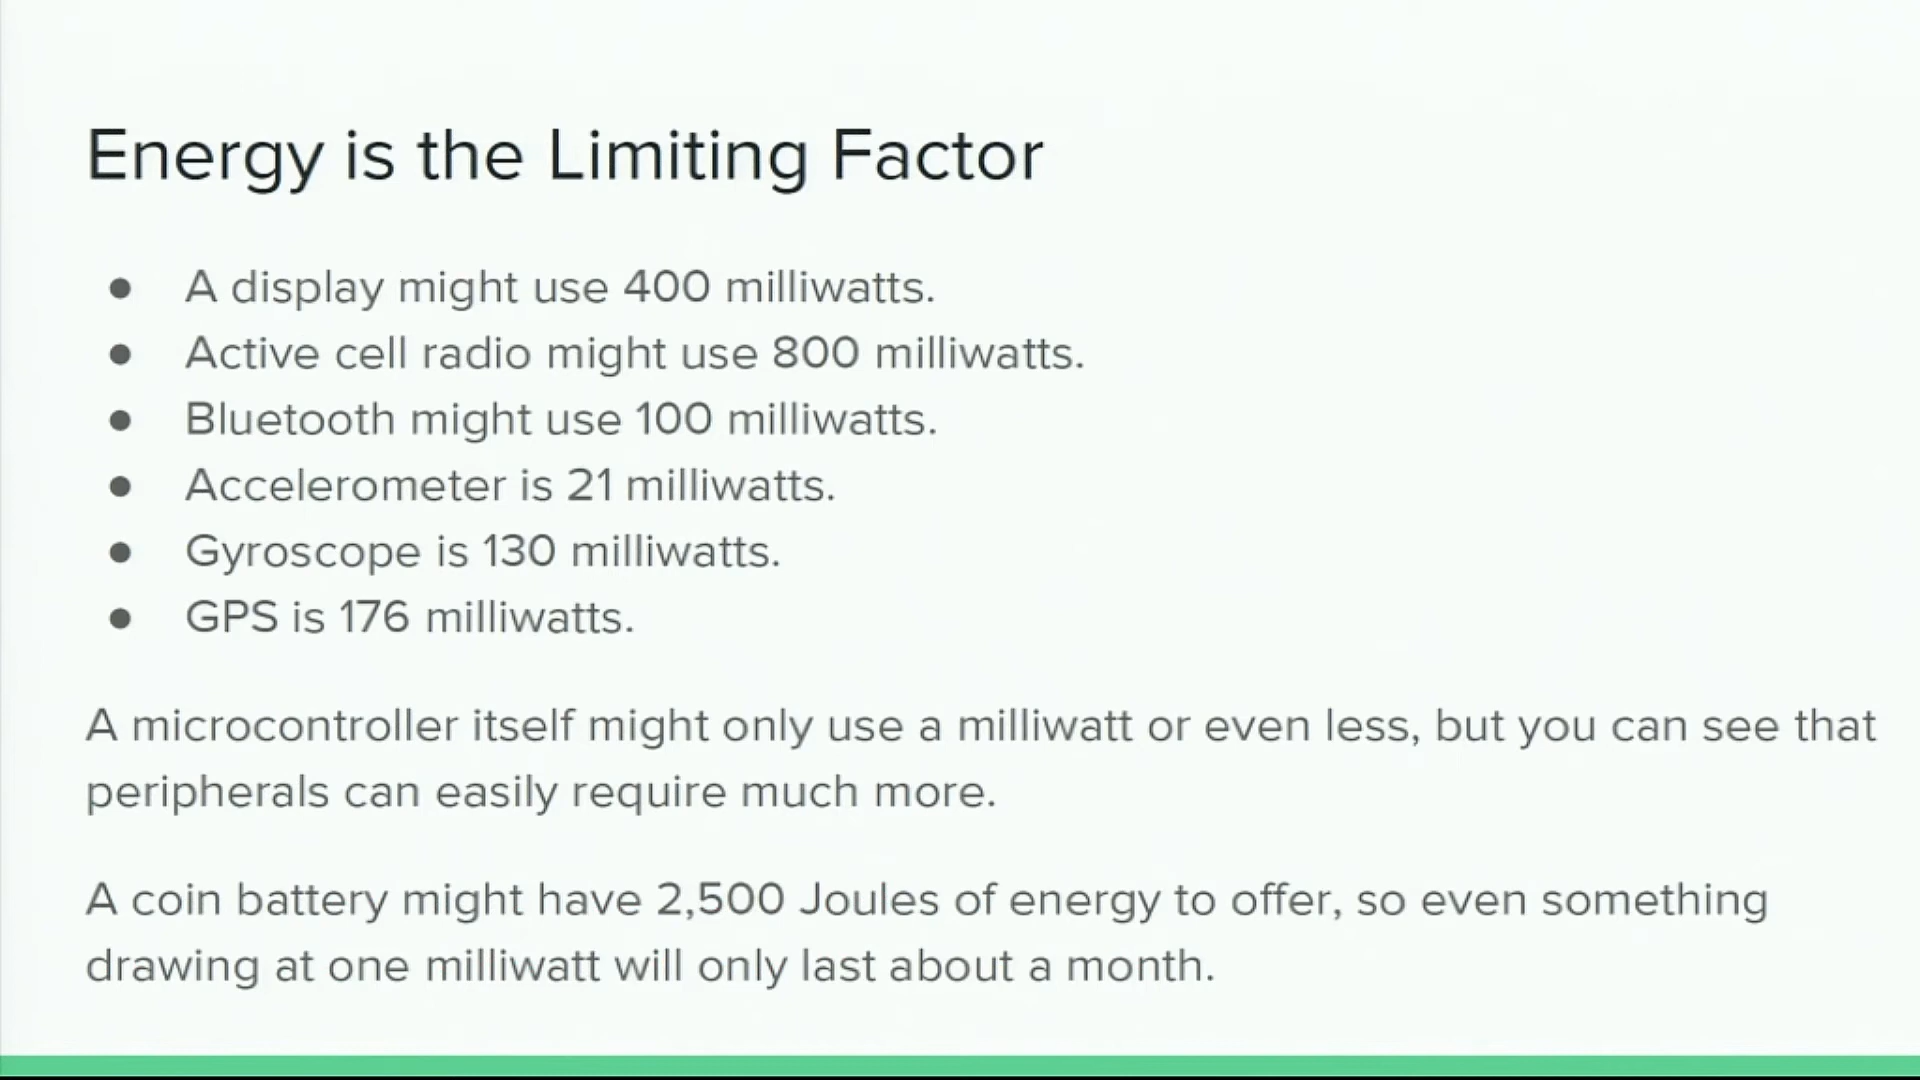 Energy is the Limiting Factor
● A display might use 400 milliwatts.
● Active cell radio might use 800 milliwatts.
● Bluetooth might use 100 milliwatts.
● Accelerometer is 21 milliwatts.
● Gyroscope is 130 milliwatts.
● GPS is 176 milliwatts.
A microcontroller itself might only use a milliwatt or even less, but you can see that
peripherals can easily require much more.
A coin battery might have 2,500 Joules of energy to offer, so even something
drawing at one milliwatt will only last about a month.